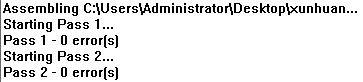 Assembling C:\Users\Administrator\Desktop\xunhuan...
Starting Pass 1...
Pass 1 - 0 error(s)
Starting Pass 2...
Pass 2 - 0 error(s)